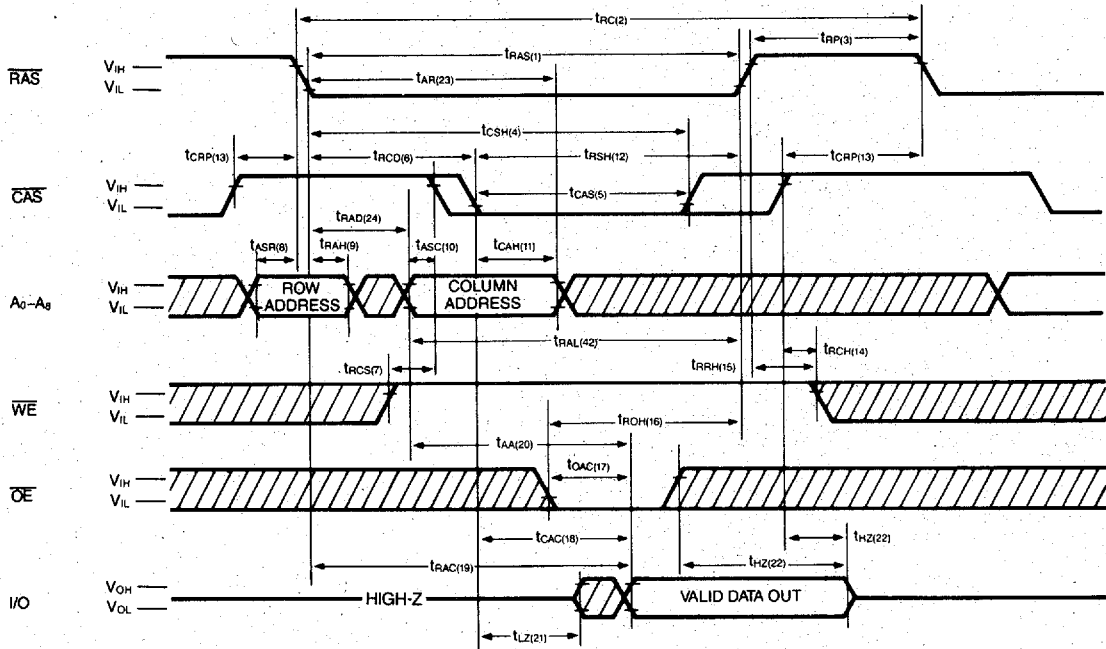 tRC(2)
tRAS(1)
tRP(3)
RAS
VIH
VIL
tAR(23)
tCSH(4)
tCRP(13)
tRCD(6)
tRSH(12)
tCRP(13)
CAS
VIH
VIL
tCAS(5)
tRAD(24)
tASR(8)
tRAH(9)
tASC(10)
tCAH(11)
A0–A8
VIH
VIL
ROW
ADDRESS
COLUMN
ADDRESS
tRAL(42)
tRCH(14)
tRCS(7)
tRRH(15)
WE
VIH
VIL
tROH(16)
tAA(20)
tOAC(17)
OE
VIH
VIL
tCAC(18)
tHZ(22)
tRAC(19)
tHZ(22)
I/O
VOH
VOL
HIGH-Z
VALID DATA OUT
tLZ(21)